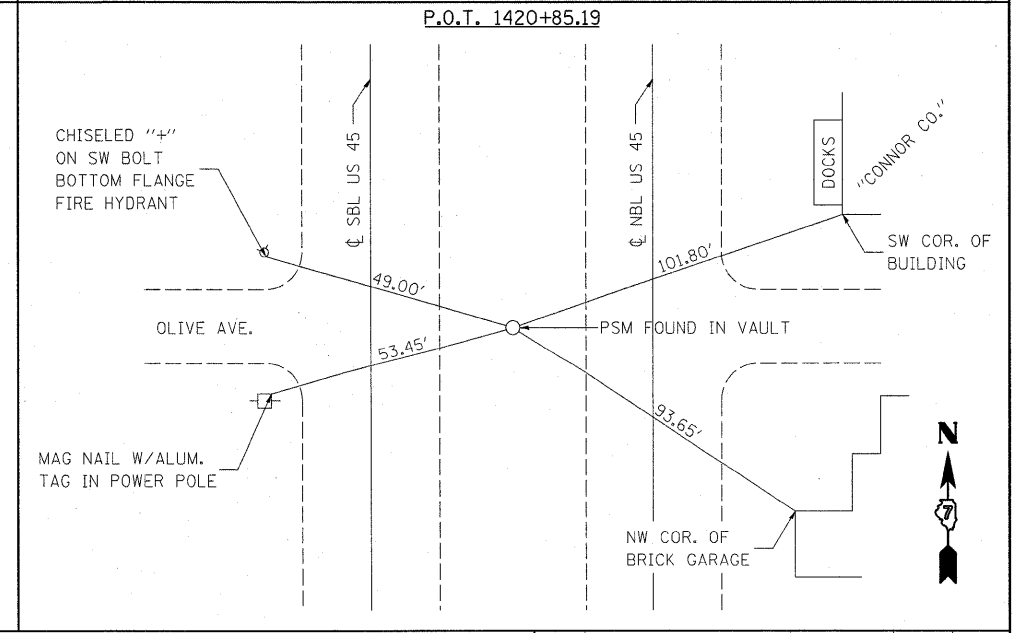 P.O.T. 1420+85.19
CHISELED "+"
ON SW BOLT
BOTTOM FLANGE
FIRE HYDRANT
℄ SBL US 45
℄ NBL US 45
DOCKS
"CONNOR CO."
SW COR. OF
BUILDING
49.00'
101.80'
OLIVE AVE.
PSM FOUND IN VAULT
53.45'
93.65'
MAG NAIL W/ALUM.
TAG IN POWER POLE
NW COR. OF
BRICK GARAGE
N
7